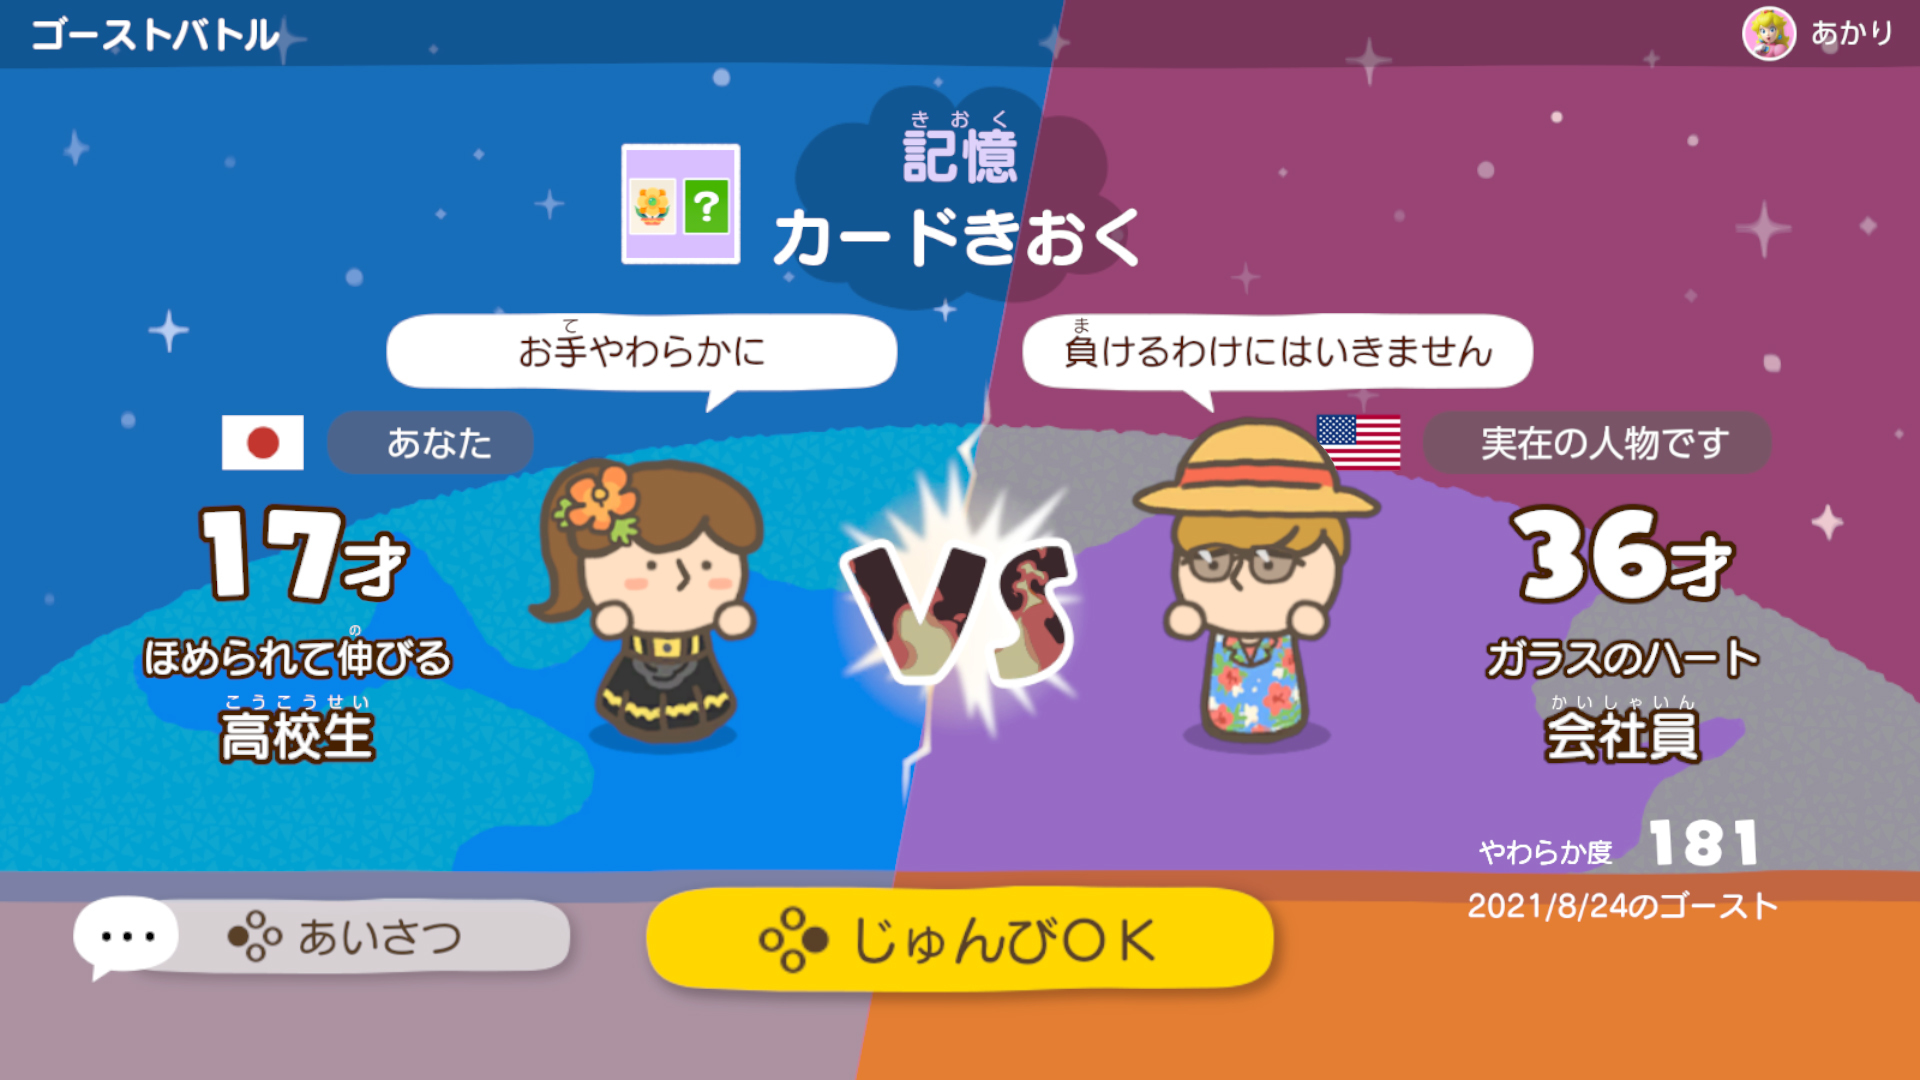 ゴーストバトル
あかり
きおく
記憶
?
カードきおく
て
お手やわらかに
ま
負けるわけにはいきません
あなた
実在の人物です
17才
36才
VS
の
ほめられて伸びる
こうこうせい
高校生
ガラスのハート
かいしゃいん
会社員
やわらか度 181
2021/8/24のゴースト
... あいさつ
じゅんびOK